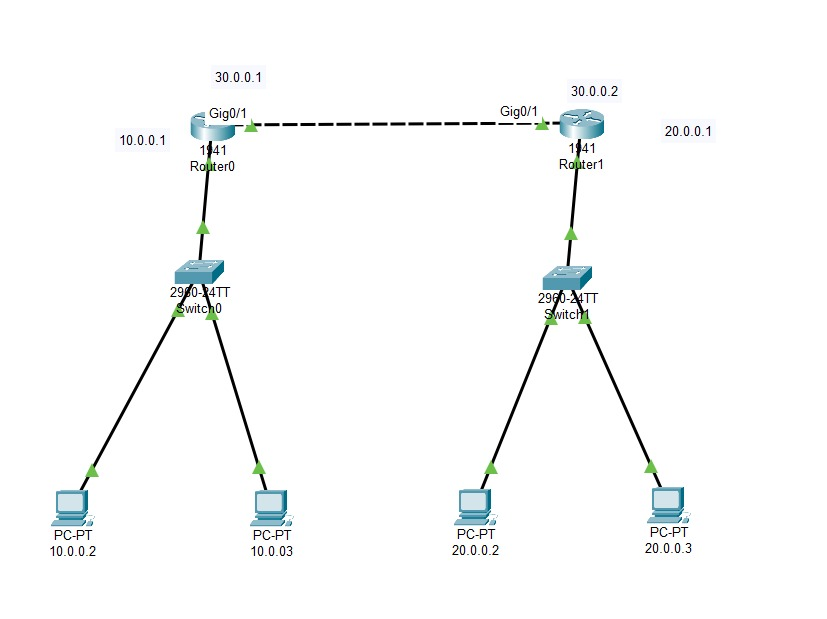 30.0.0.1
30.0.0.2
Gig0/1
Gig0/1
10.0.0.1
20.0.0.1
1941
Router0
1941
Router1
2960-24TT
Switch0
2960-24TT
Switch1
PC-PT
10.0.0.2
PC-PT
10.0.03
PC-PT
20.0.0.2
PC-PT
20.0.0.3